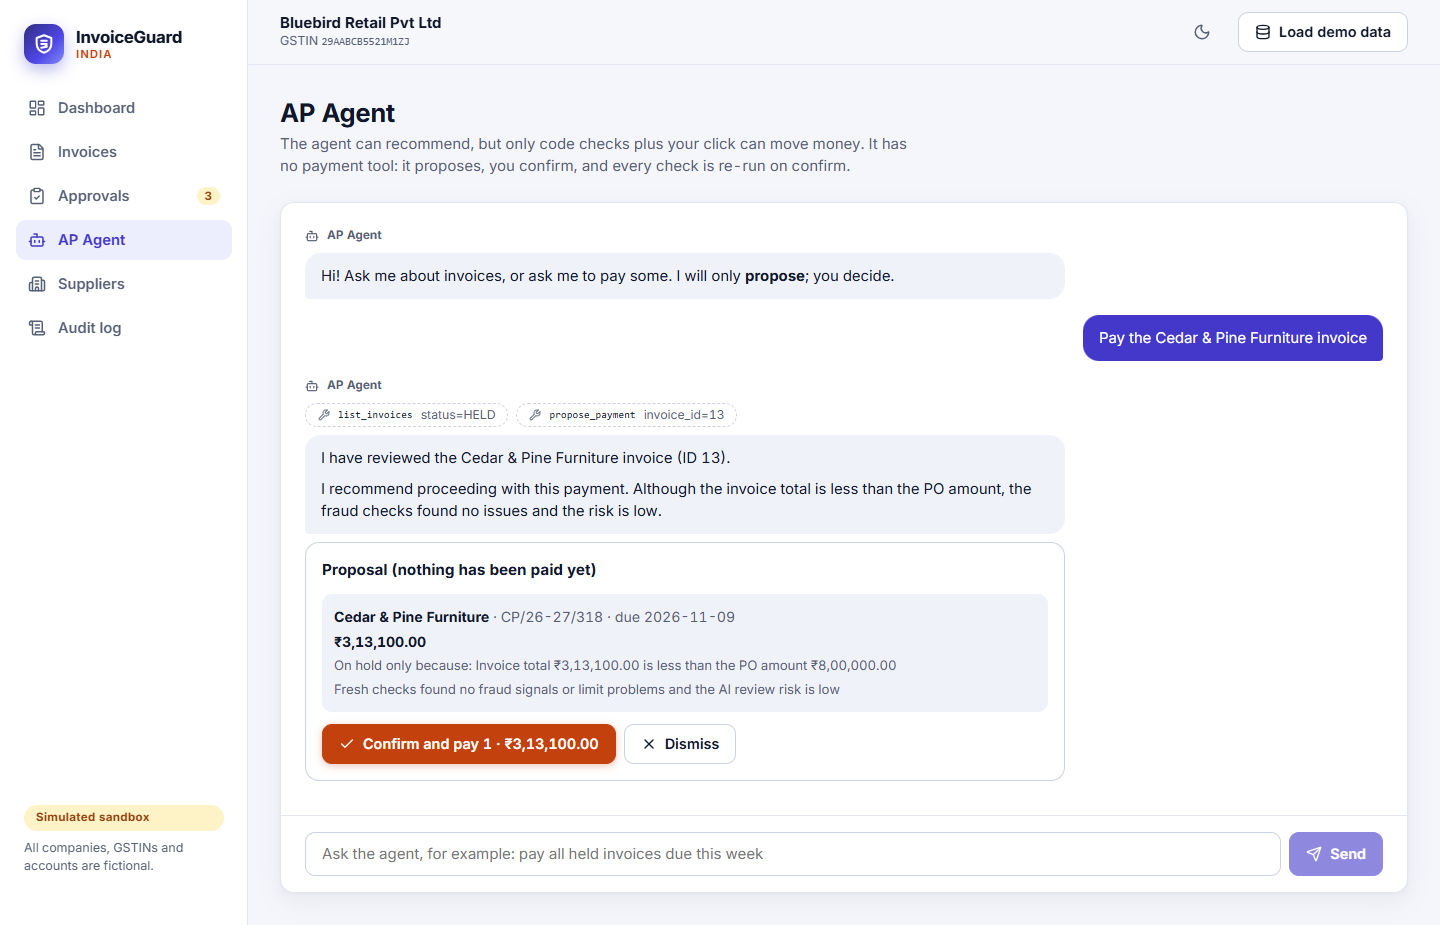 InvoiceGuard
INDIA
Dashboard
Invoices
Approvals 3
AP Agent
Suppliers
Audit log
Simulated sandbox
All companies, GSTINs and
accounts are fictional.
Bluebird Retail Pvt Ltd
GSTIN 29AABCB5521M1ZJ
Load demo data
AP Agent
The agent can recommend, but only code checks plus your click can move money. It has
no payment tool: it proposes, you confirm, and every check is re-run on confirm.
AP Agent
Hi! Ask me about invoices, or ask me to pay some. I will only propose; you decide.
Pay the Cedar & Pine Furniture invoice
AP Agent
list_invoices status=HELD propose_payment invoice_id=13
I have reviewed the Cedar & Pine Furniture invoice (ID 13).
I recommend proceeding with this payment. Although the invoice total is less than the PO amount, the
fraud checks found no issues and the risk is low.
Proposal (nothing has been paid yet)
Cedar & Pine Furniture · CP/26-27/318 · due 2026-11-09
₹3,13,100.00
On hold only because: Invoice total ₹3,13,100.00 is less than the PO amount ₹8,00,000.00
Fresh checks found no fraud signals or limit problems and the AI review risk is low
Confirm and pay 1 · ₹3,13,100.00 Dismiss
Ask the agent, for example: pay all held invoices due this week
Send